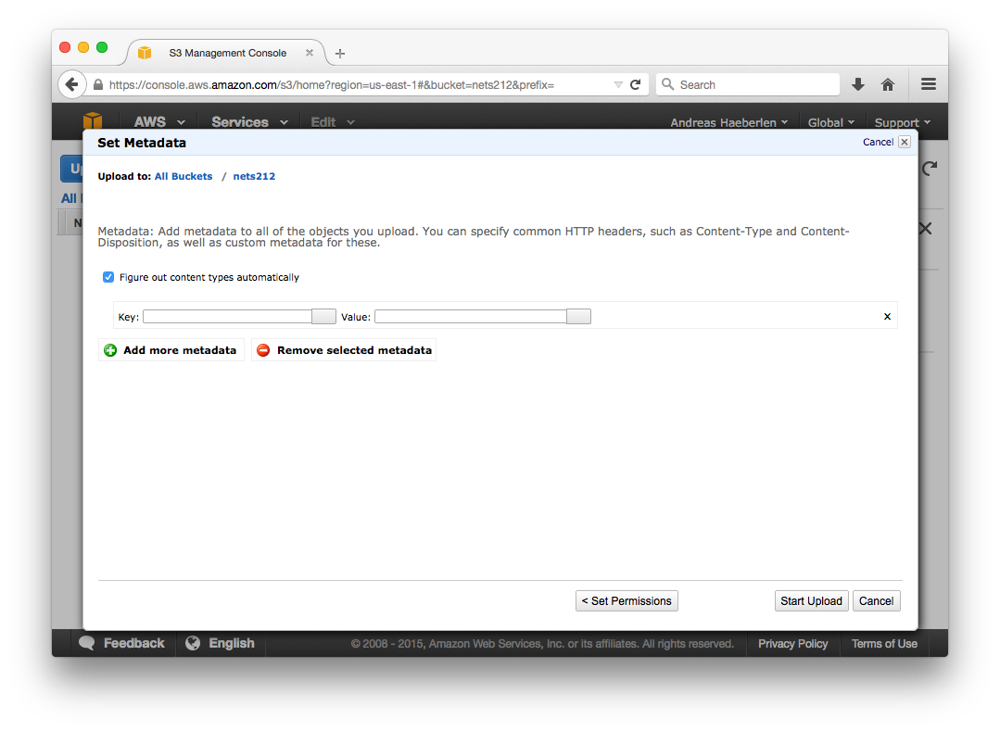 S3 Management Console
https://console.aws.amazon.com/s3/home?region=us-east-1#&bucket=nets212&prefix=
Search
AWS Services Edit Andreas Haeberlen Global Support
Set Metadata Cancel
Up
Upload to: All Buckets / nets212
All
N
Metadata: Add metadata to all of the objects you upload. You can specify common HTTP headers, such as Content-Type and Content-
Disposition, as well as custom metadata for these.
Figure out content types automatically
Key: Value: x
Add more metadata Remove selected metadata
< Set Permissions Start Upload Cancel
Feedback English © 2008 - 2015, Amazon Web Services, Inc. or its affiliates. All rights reserved. Privacy Policy Terms of Use